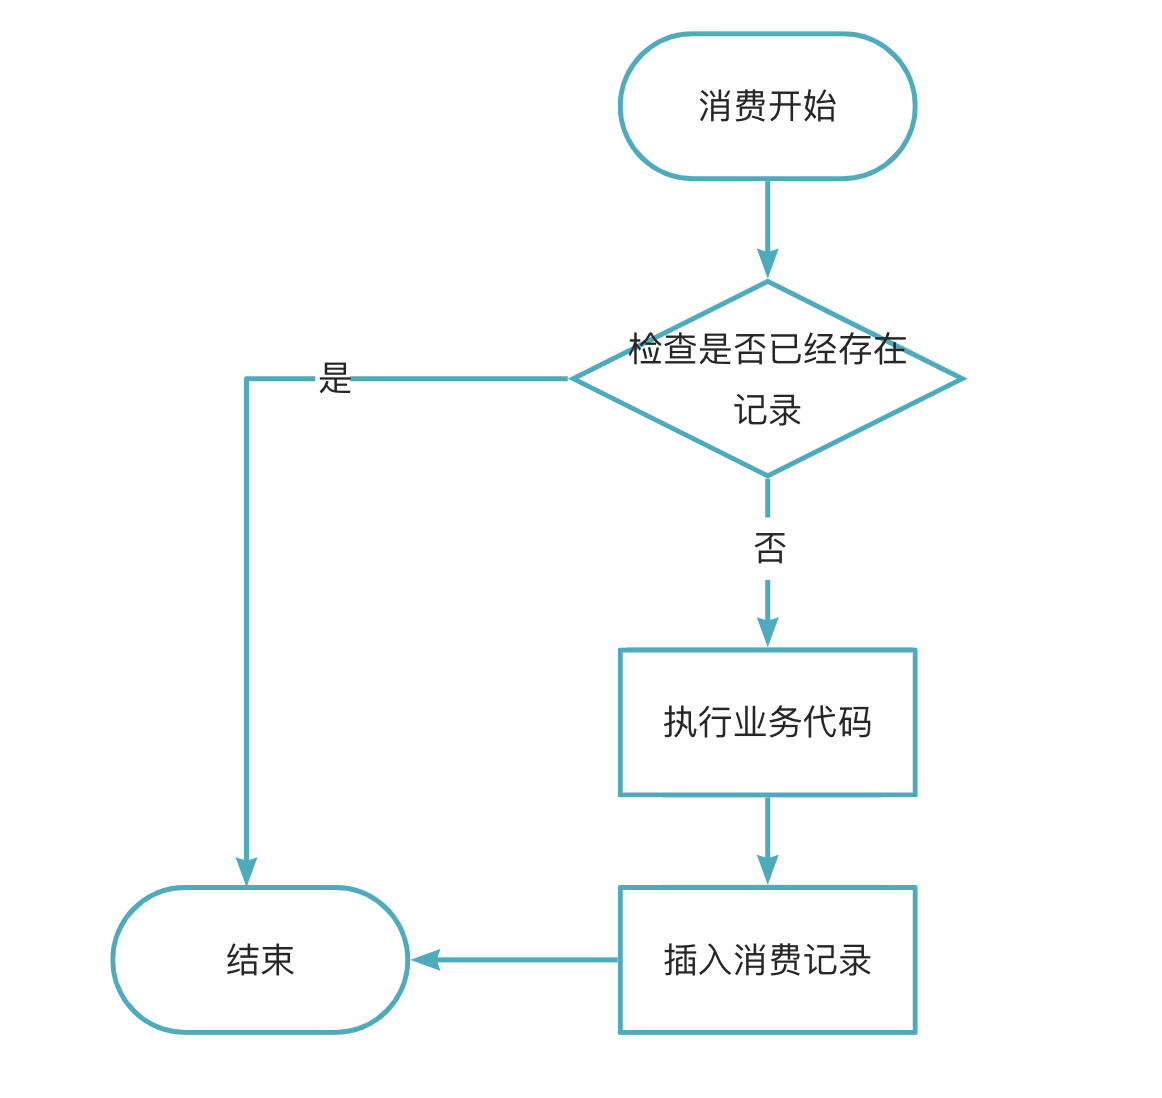 消费开始
检查是否已经存在
记录
是
否
执行业务代码
插入消费记录
结束